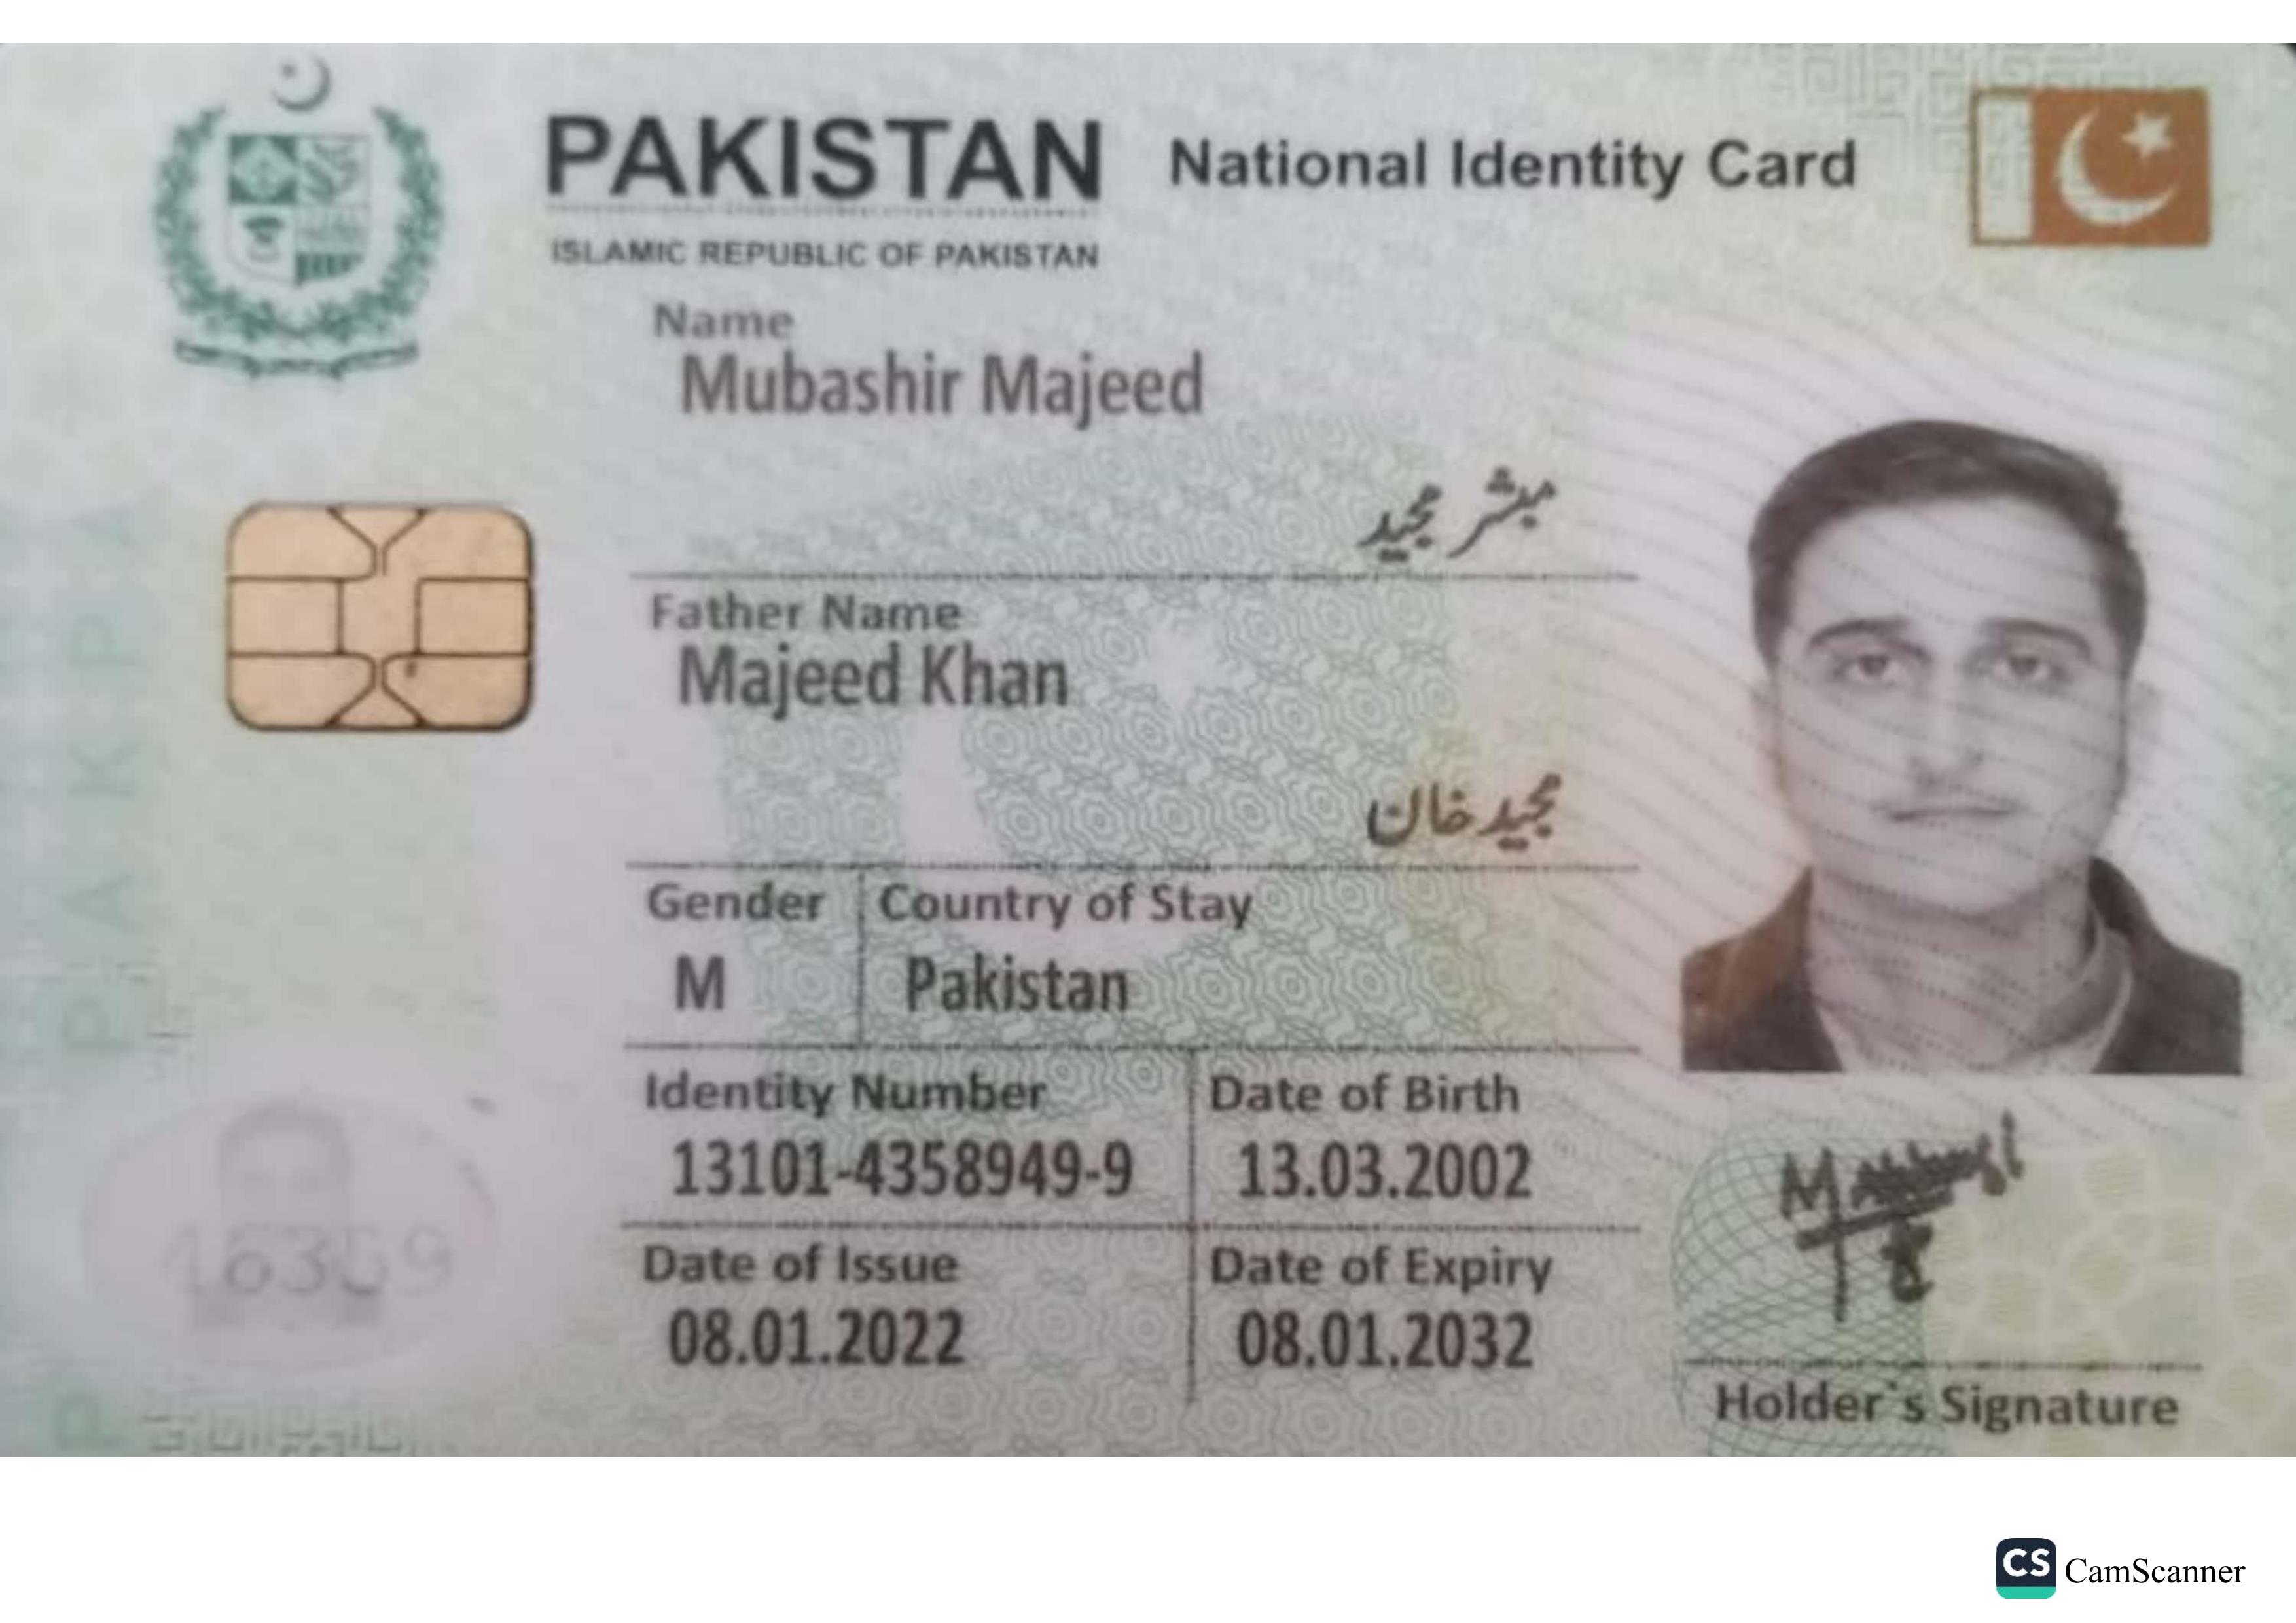 PAKISTAN National Identity Card
ISLAMIC REPUBLIC OF PAKISTAN
Name
Mubashir Majeed
مبشر مجید
Father Name
Majeed Khan
مجید خان
Gender Country of Stay
M Pakistan
Identity Number Date of Birth
13101-4358949-9 13.03.2002
Date of Issue Date of Expiry
08.01.2022 08.01.2032
Holder`s Signature
CS CamScanner